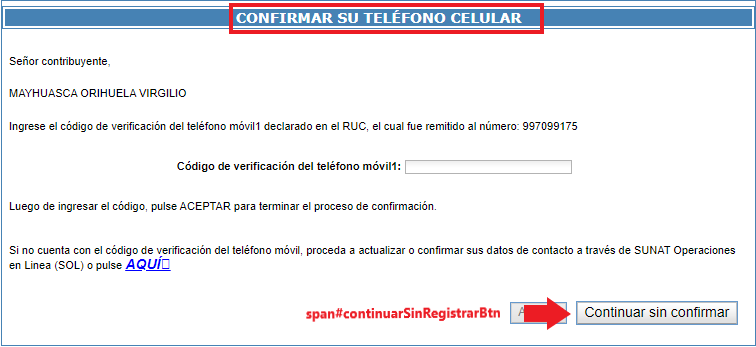 CONFIRMAR SU TELÉFONO CELULAR
Señor contribuyente,
MAYHUASCA ORIHUELA VIRGILIO
Ingrese el código de verificación del teléfono móvil1 declarado en el RUC, el cual fue remitido al número: 997099175
Código de verificación del teléfono móvil1:
Luego de ingresar el código, pulse ACEPTAR para terminar el proceso de confirmación.
Si no cuenta con el código de verificación del teléfono móvil, proceda a actualizar o confirmar sus datos de contacto a través de SUNAT Operaciones
en Linea (SOL) o pulse AQUÍ
span#continuarSinRegistrarBtn
Continuar sin confirmar